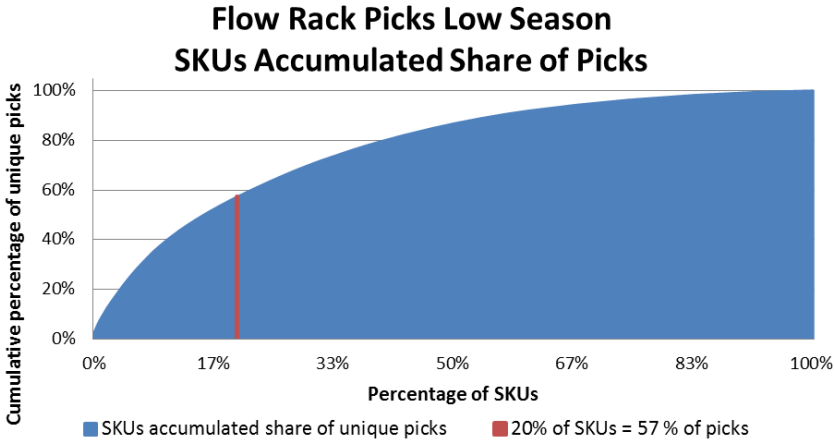 Flow Rack Picks Low Season
SKUs Accumulated Share of Picks
Cumulative percentage of unique picks
100%
80%
60%
40%
20%
0%
0% 17% 33% 50% 67% 83% 100%
Percentage of SKUs
SKUs accumulated share of unique picks 20% of SKUs = 57 % of picks